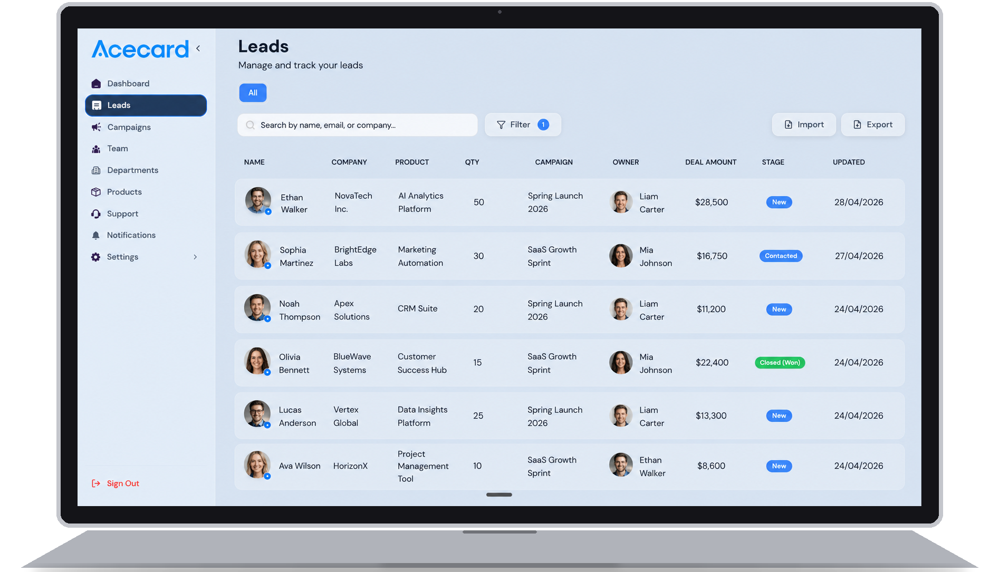 Acecard
Dashboard
Leads
Campaigns
Team
Departments
Products
Support
Notifications
Settings
Sign Out
Leads
Manage and track your leads
All
Search by name, email, or company...
Filter 1
Import
Export
NAME COMPANY PRODUCT QTY CAMPAIGN OWNER DEAL AMOUNT STAGE UPDATED
Ethan
Walker
NovaTech
Inc.
AI Analytics
Platform
50
Spring Launch
2026
Liam
Carter
$28,500
New
28/04/2026
Sophia
Martinez
BrightEdge
Labs
Marketing
Automation
30
SaaS Growth
Sprint
Mia
Johnson
$16,750
Contacted
27/04/2026
Noah
Thompson
Apex
Solutions
CRM Suite
20
Spring Launch
2026
Liam
Carter
$11,200
New
24/04/2026
Olivia
Bennett
BlueWave
Systems
Customer
Success Hub
15
SaaS Growth
Sprint
Mia
Johnson
$22,400
Closed (Won)
24/04/2026
Lucas
Anderson
Vertex
Global
Data Insights
Platform
25
Spring Launch
2026
Liam
Carter
$13,300
New
24/04/2026
Ava Wilson
HorizonX
Project
Management
Tool
10
SaaS Growth
Sprint
Ethan
Walker
$8,600
New
24/04/2026